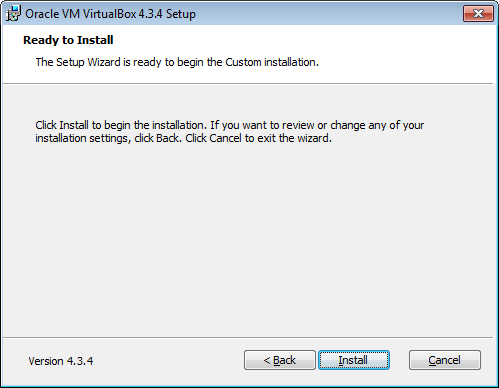 Oracle VM VirtualBox 4.3.4 Setup
Ready to Install
The Setup Wizard is ready to begin the Custom installation.
Click Install to begin the installation. If you want to review or change any of your
installation settings, click Back. Click Cancel to exit the wizard.
Version 4.3.4
< Back
Install
Cancel